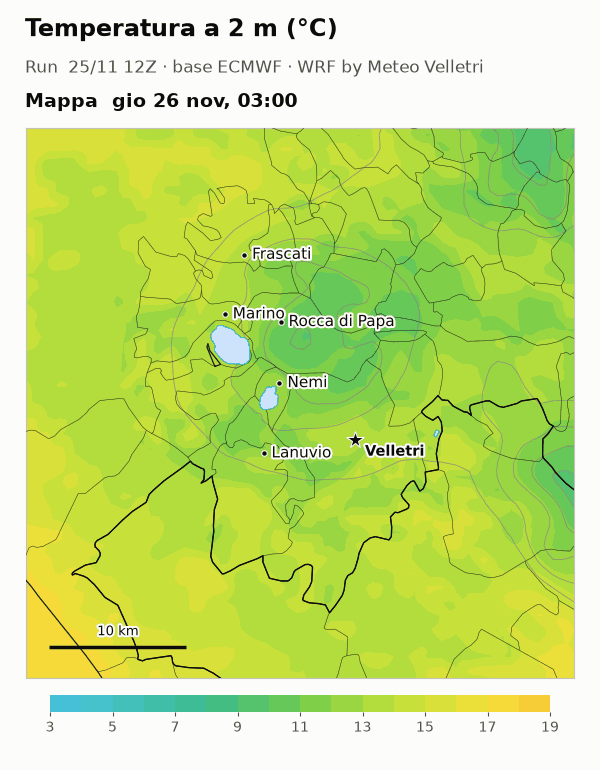 Temperatura a 2 m (°C)
Run  25/11 12Z · base ECMWF · WRF by Meteo Velletri
Mappa  gio 26 nov, 03:00
Frascati
Marino
Rocca di Papa
Nemi
Velletri
Lanuvio
10 km
3 5 7 9 11 13 15 17 19